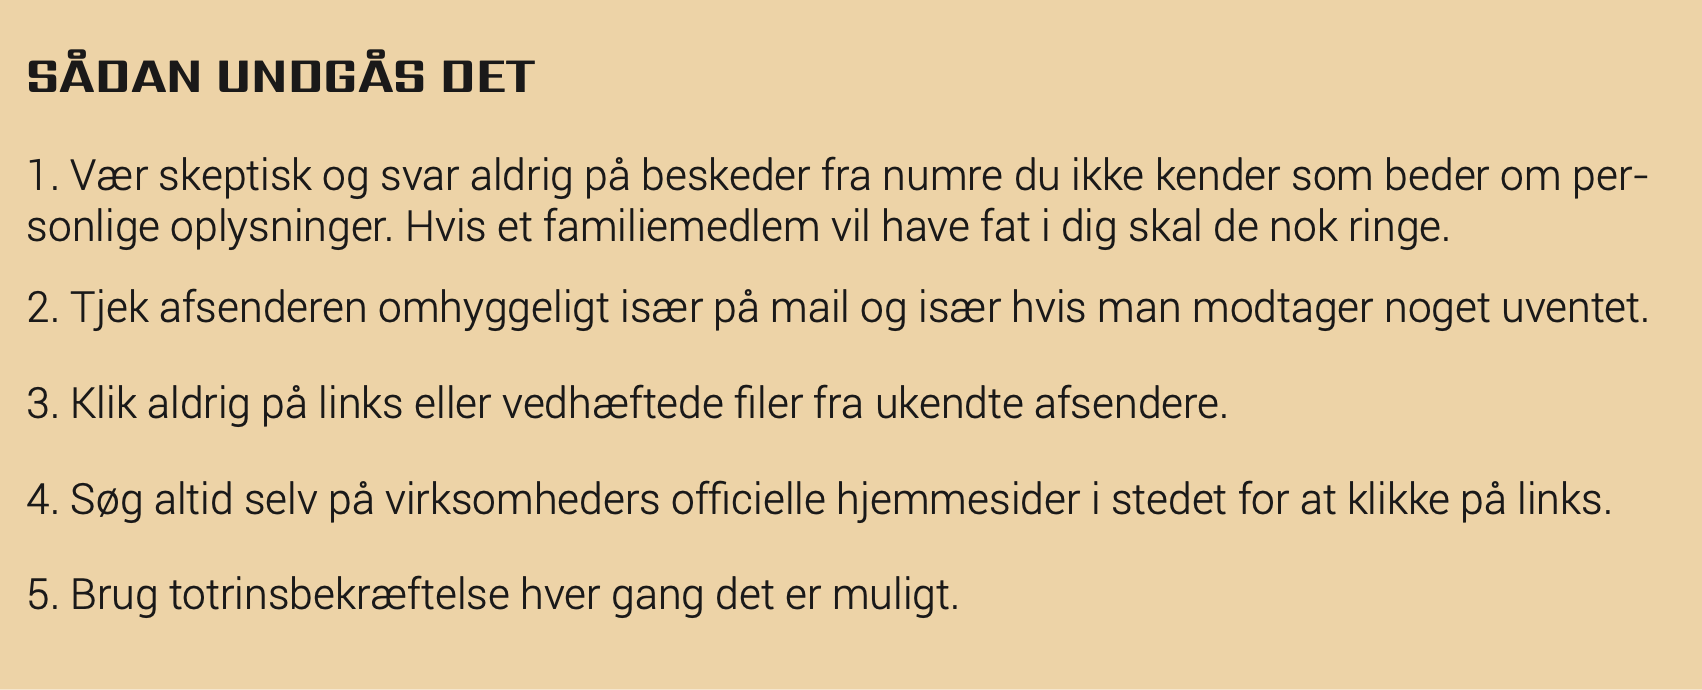 SÅDAN UNDGÅS DET
1. Vær skeptisk og svar aldrig på beskeder fra numre du ikke kender som beder om per-
sonlige oplysninger. Hvis et familiemedlem vil have fat i dig skal de nok ringe.
2. Tjek afsenderen omhyggeligt især på mail og især hvis man modtager noget uventet.
3. Klik aldrig på links eller vedhæftede filer fra ukendte afsendere.
4. Søg altid selv på virksomheders officielle hjemmesider i stedet for at klikke på links.
5. Brug totrinsbekræftelse hver gang det er muligt.